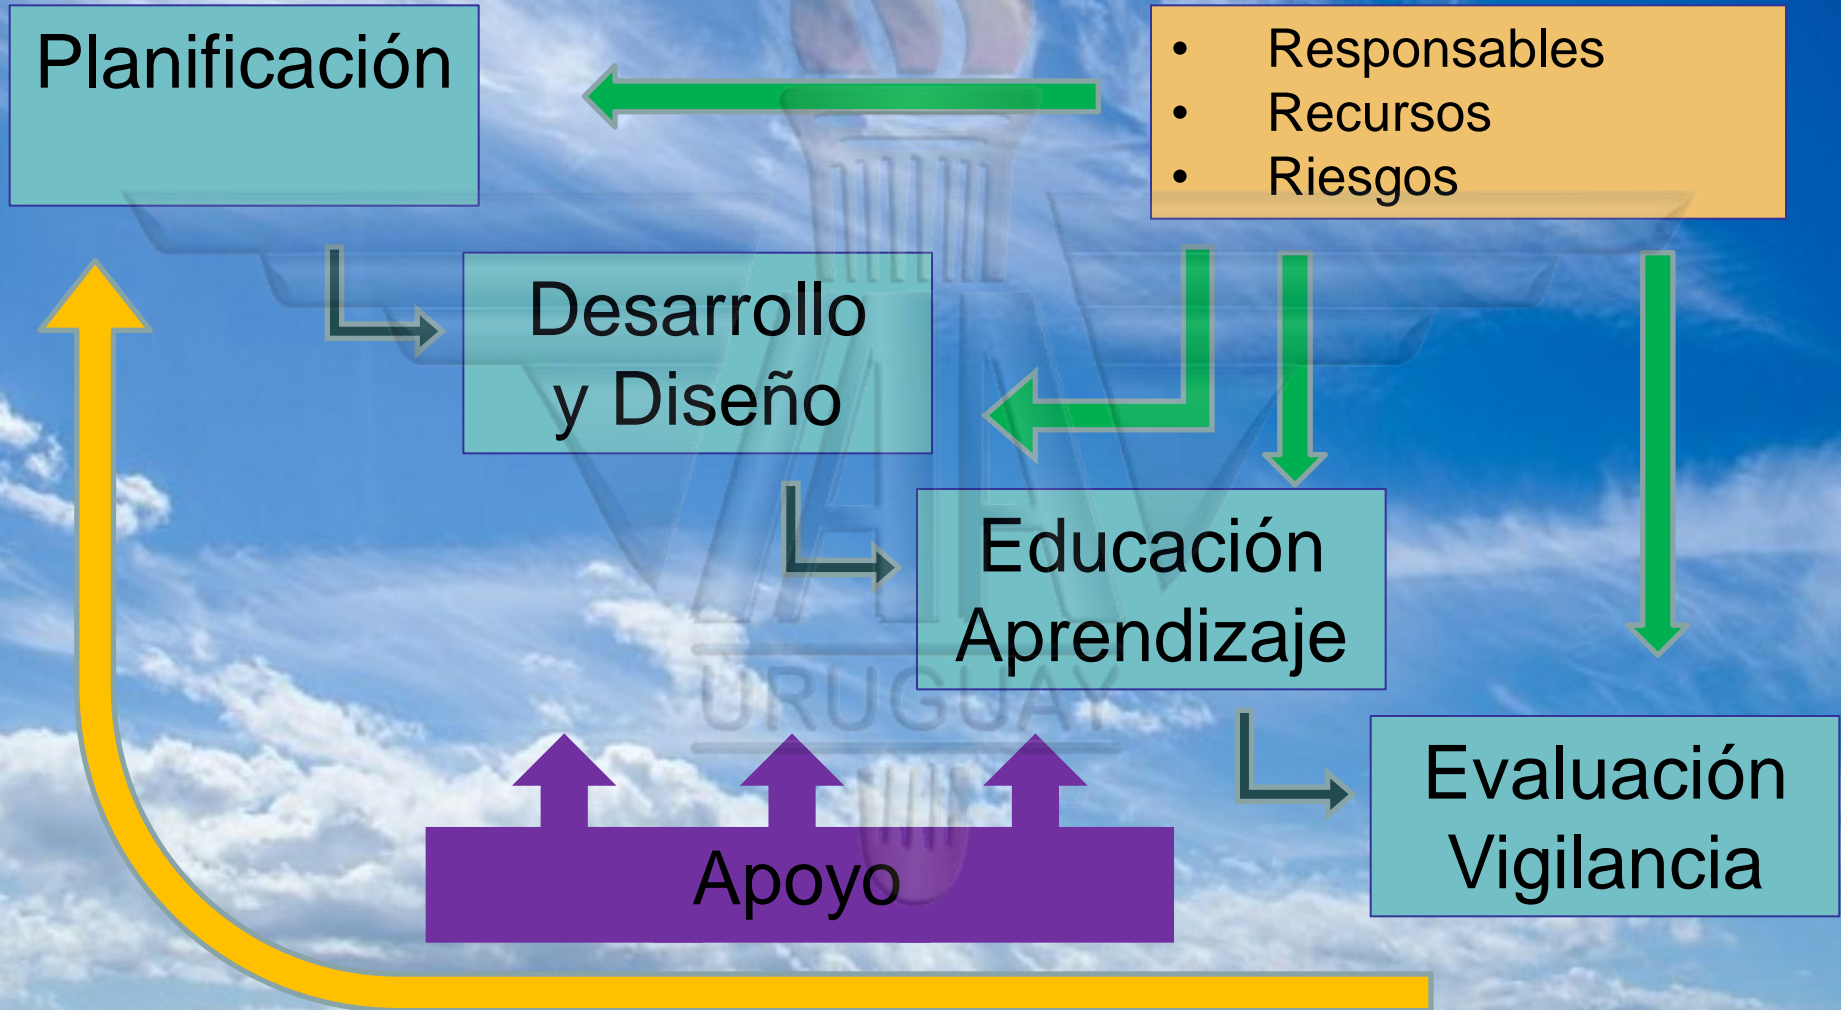 Planificación
• Responsables
• Recursos
• Riesgos
Desarrollo
y Diseño
Educación
Aprendizaje
URUGUAY
Evaluación
Vigilancia
Apoyo